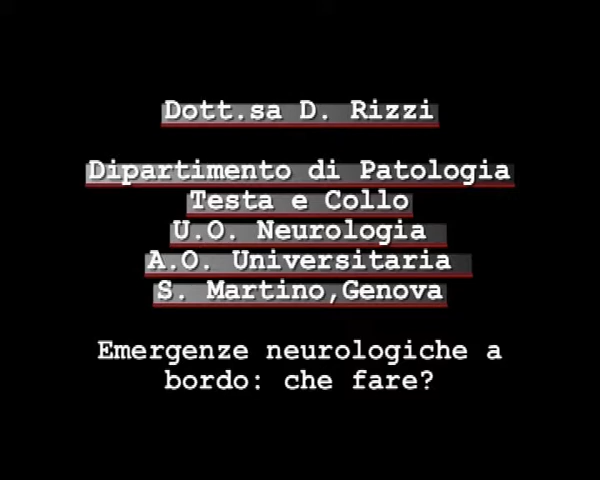 Dott.sa D. Rizzi
Dipartimento di Patologia
Testa e Collo
U.O. Neurologia
A.O. Universitaria
S. Martino,Genova
Emergenze neurologiche a
bordo: che fare?